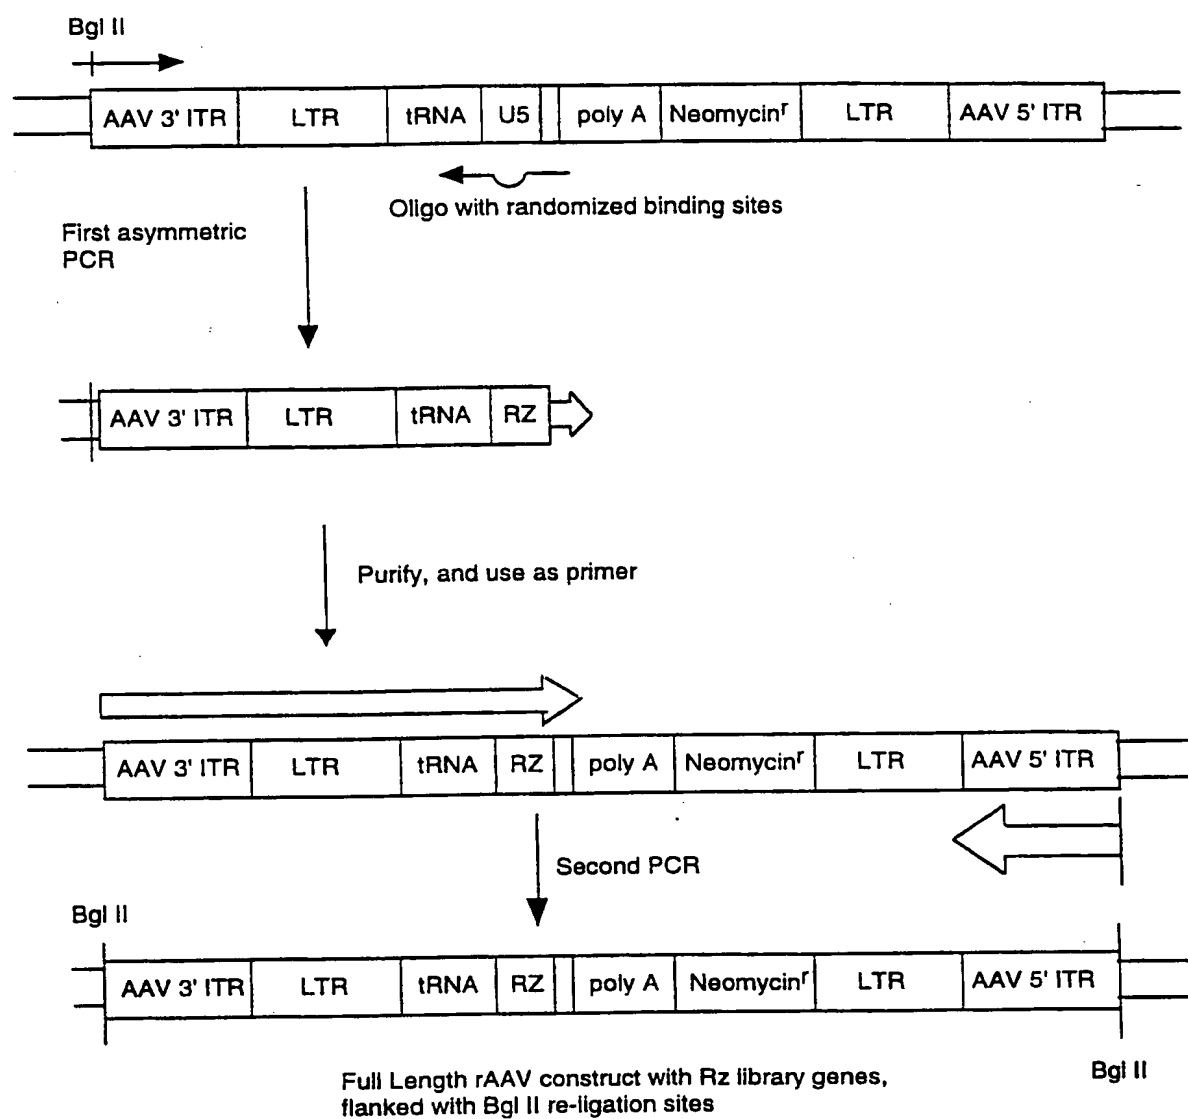 Bgl II
AAV 3' ITR LTR tRNA U5 poly A Neomycinʳ LTR AAV 5' ITR
Oligo with randomized binding sites
First asymmetric
PCR
AAV 3' ITR LTR tRNA RZ
Purify, and use as primer
AAV 3' ITR LTR tRNA RZ poly A Neomycinʳ LTR AAV 5' ITR
Second PCR
Bgl II
AAV 3' ITR LTR tRNA RZ poly A Neomycinʳ LTR AAV 5' ITR
Bgl II
Full Length rAAV construct with Rz library genes,
flanked with Bgl II re-ligation sites